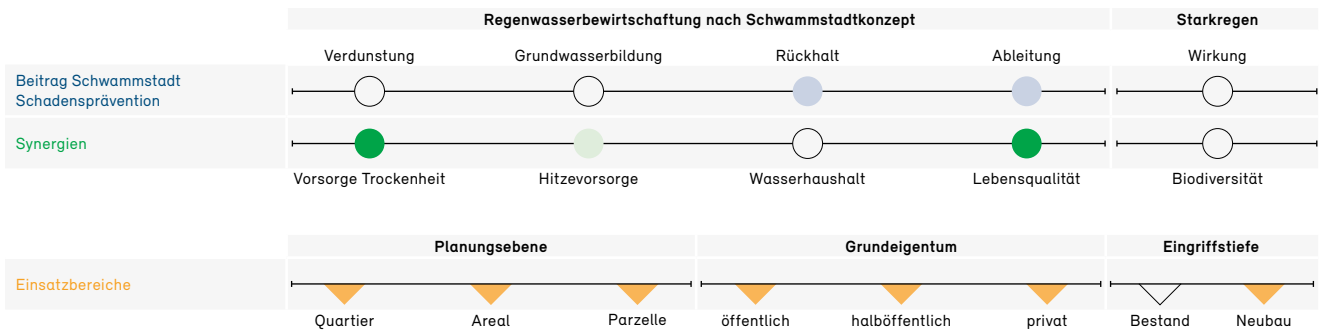 Regenwasserbewirtschaftung nach Schwammstadtkonzept
Starkregen
Verdunstung
Grundwasserbildung
Rückhalt
Ableitung
Wirkung
Beitrag Schwammstadt
Schadensprävention
Synergien
Vorsorge Trockenheit
Hitzevorsorge
Wasserhaushalt
Lebensqualität
Biodiversität
Planungsebene
Grundeigentum
Eingriffstiefe
Einsatzbereiche
Quartier
Areal
Parzelle
öffentlich
halböffentlich
privat
Bestand
Neubau